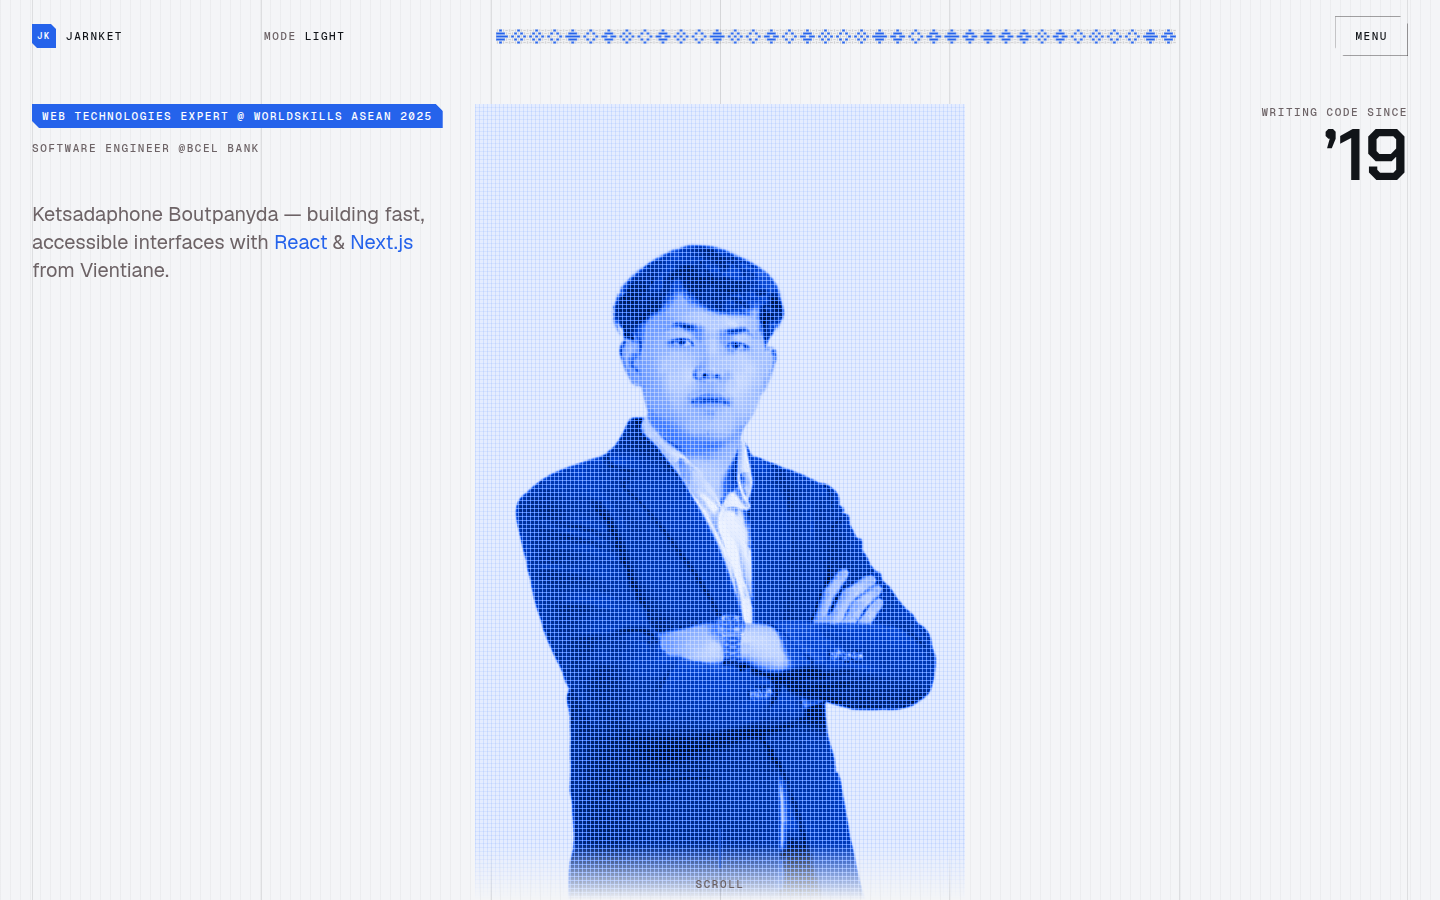 JK JARNKET
MODE LIGHT
MENU
WEB TECHNOLOGIES EXPERT @ WORLDSKILLS ASEAN 2025
SOFTWARE ENGINEER @BCEL BANK
Ketsadaphone Boutpanyda — building fast,
accessible interfaces with React & Next.js
from Vientiane.
WRITING CODE SINCE
’19
SCROLL